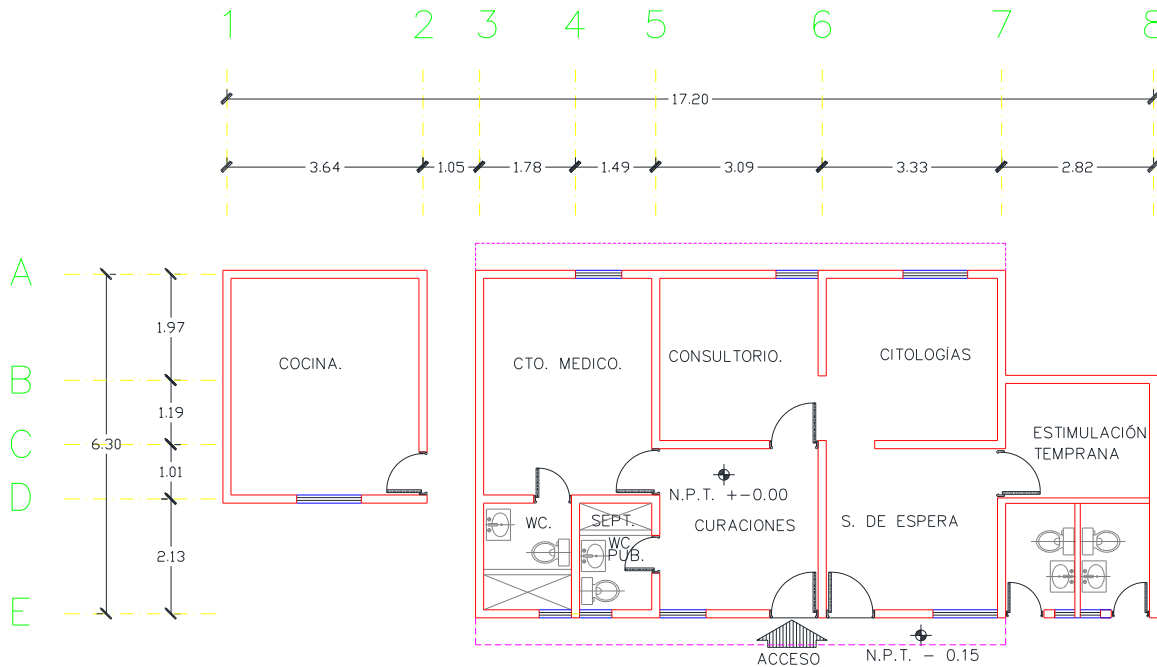 1 2 3 4 5 6 7 8
17.20
3.64 1.05 1.78 1.49 3.09 3.33 2.82
A
1.97
B
1.19
6.30
C
1.01
D
2.13
E
COCINA.
CTO. MEDICO.
CONSULTORIO.
CITOLOGÍAS
ESTIMULACIÓN
TEMPRANA
N.P.T. +-0.00
WC.
SEPT.
WC
PUB.
CURACIONES
S. DE ESPERA
ACCESO
N.P.T. - 0.15